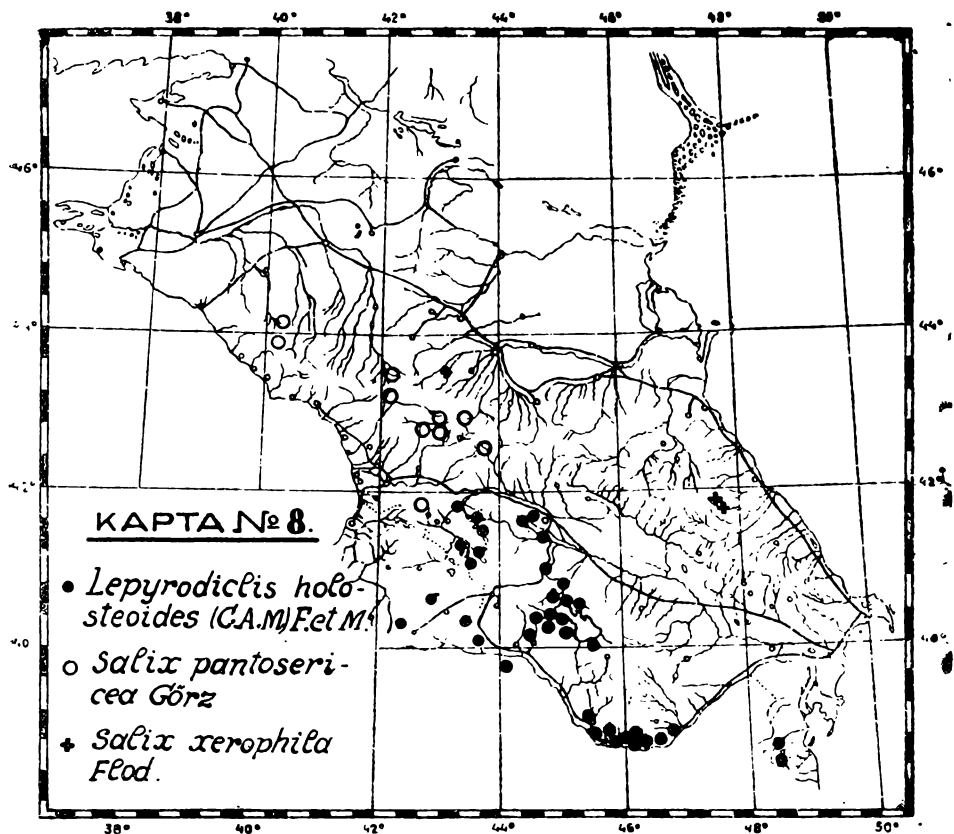 38° 40° 42° 44° 46° 48° 50°
46° 46°
44° 44°
42° 42°
КАРТА № 8.
Lepyrodiclis holo-
steoides (C.A.M) F. et M.
40° 40°
Salix pantoseri-
cea Görz
Salix xerophila
Flod.
38° 40° 42° 44° 46° 48° 50°